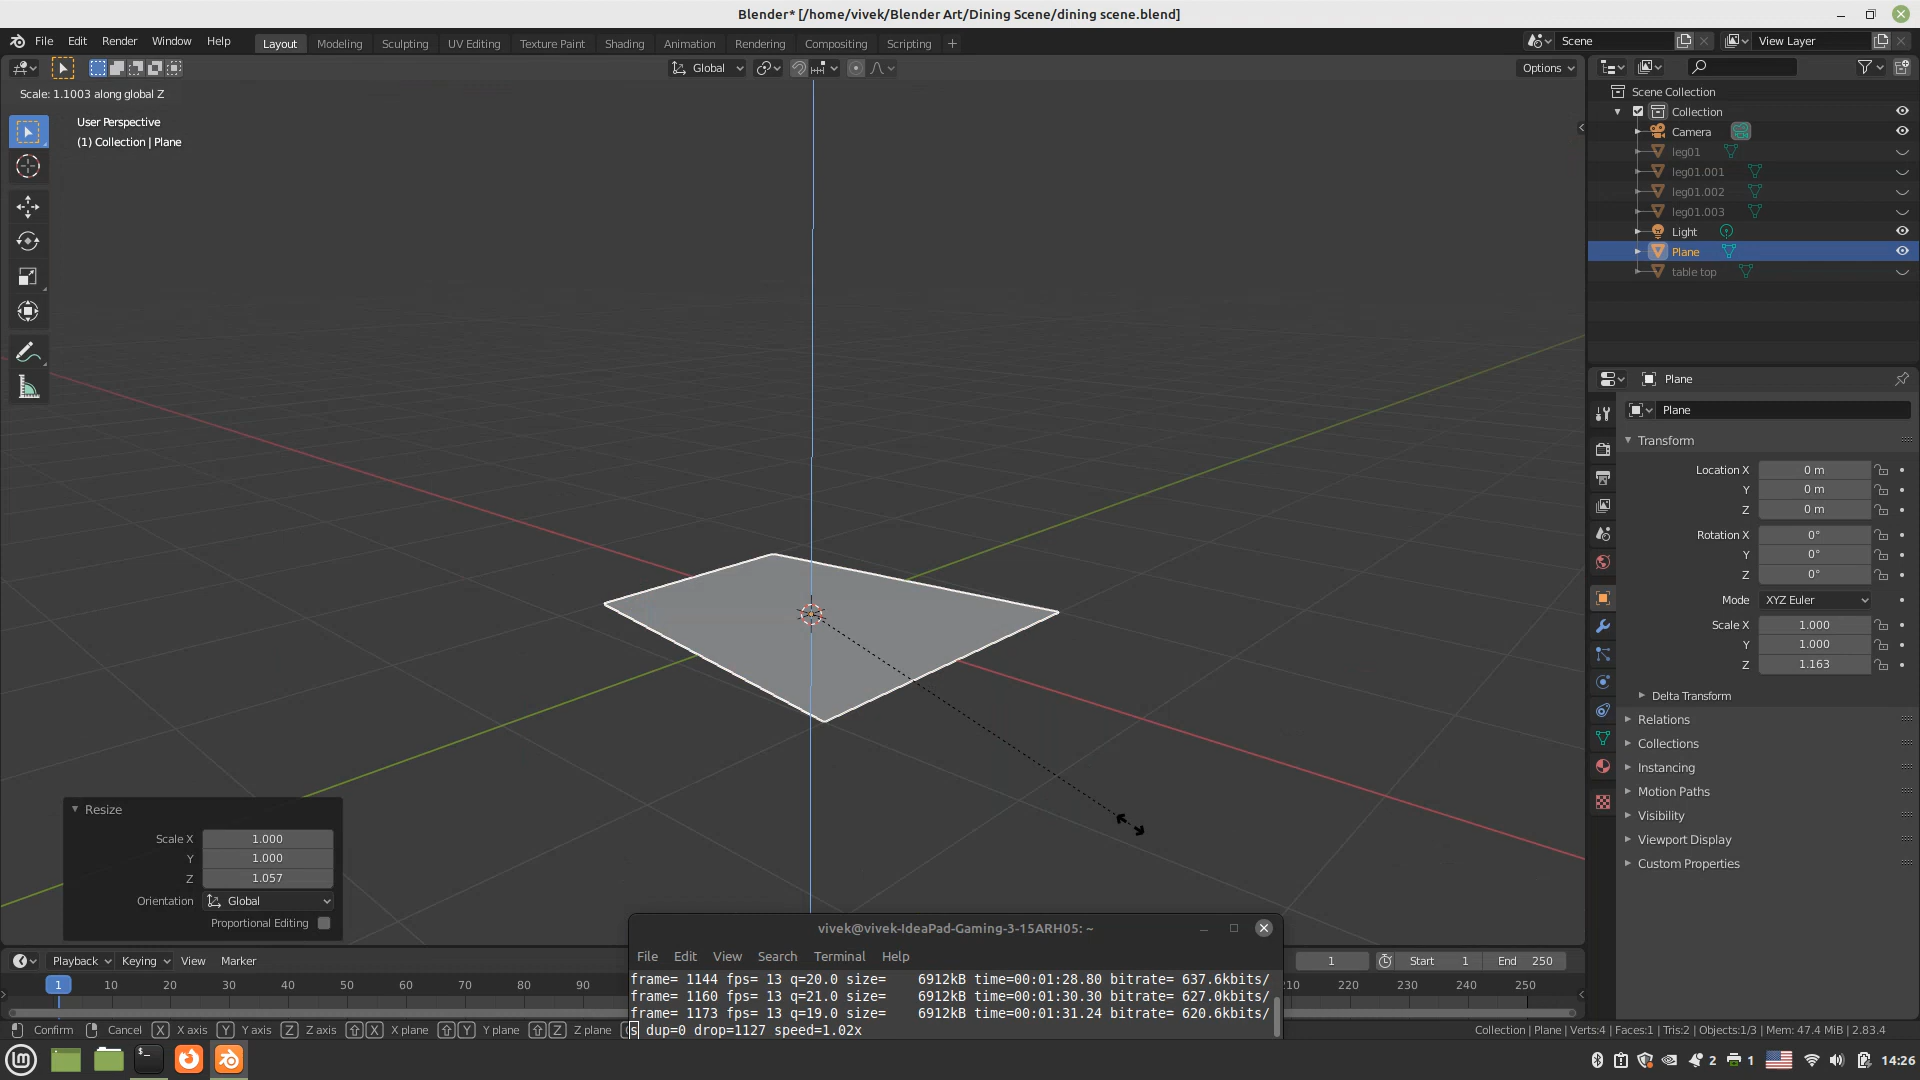 Blender* [/home/vivek/Blender Art/Dining Scene/dining scene.blend]
File Edit Render Window Help Layout Modeling Sculpting UV Editing Texture Paint Shading Animation Rendering Compositing Scripting + Scene View Layer
Global Options
Scale: 1.1003 along global Z
User Perspective
(1) Collection | Plane
Scene Collection
Collection
Camera
leg01
leg01.001
leg01.002
leg01.003
Light
Plane
table top
Plane
Plane
Transform
Location X 0 m
Y 0 m
Z 0 m
Rotation X 0°
Y 0°
Z 0°
Mode XYZ Euler
Scale X 1.000
Y 1.000
Z 1.163
Delta Transform
Relations
Collections
Instancing
Motion Paths
Visibility
Viewport Display
Custom Properties
Resize
Scale X 1.000
Y 1.000
Z 1.057
Orientation Global
Proportional Editing
vivek@vivek-IdeaPad-Gaming-3-15ARH05: ~
File Edit View Search Terminal Help
frame= 1144 fps= 13 q=20.0 size= 6912kB time=00:01:28.80 bitrate= 637.6kbits/
frame= 1160 fps= 13 q=21.0 size= 6912kB time=00:01:30.30 bitrate= 627.0kbits/
frame= 1173 fps= 13 q=19.0 size= 6912kB time=00:01:31.24 bitrate= 620.6kbits/
s dup=0 drop=1127 speed=1.02x
Playback Keying View Marker 1 Start 1 End 250
1 10 20 30 40 50 60 70 80 90 210 220 230 240 250
Confirm Cancel X X axis Y Y axis Z Z axis X X plane Y Y plane Z Z plane
Collection | Plane | Verts:4 | Faces:1 | Tris:2 | Objects:1/3 | Mem: 47.4 MiB | 2.83.4
2 1 14:26